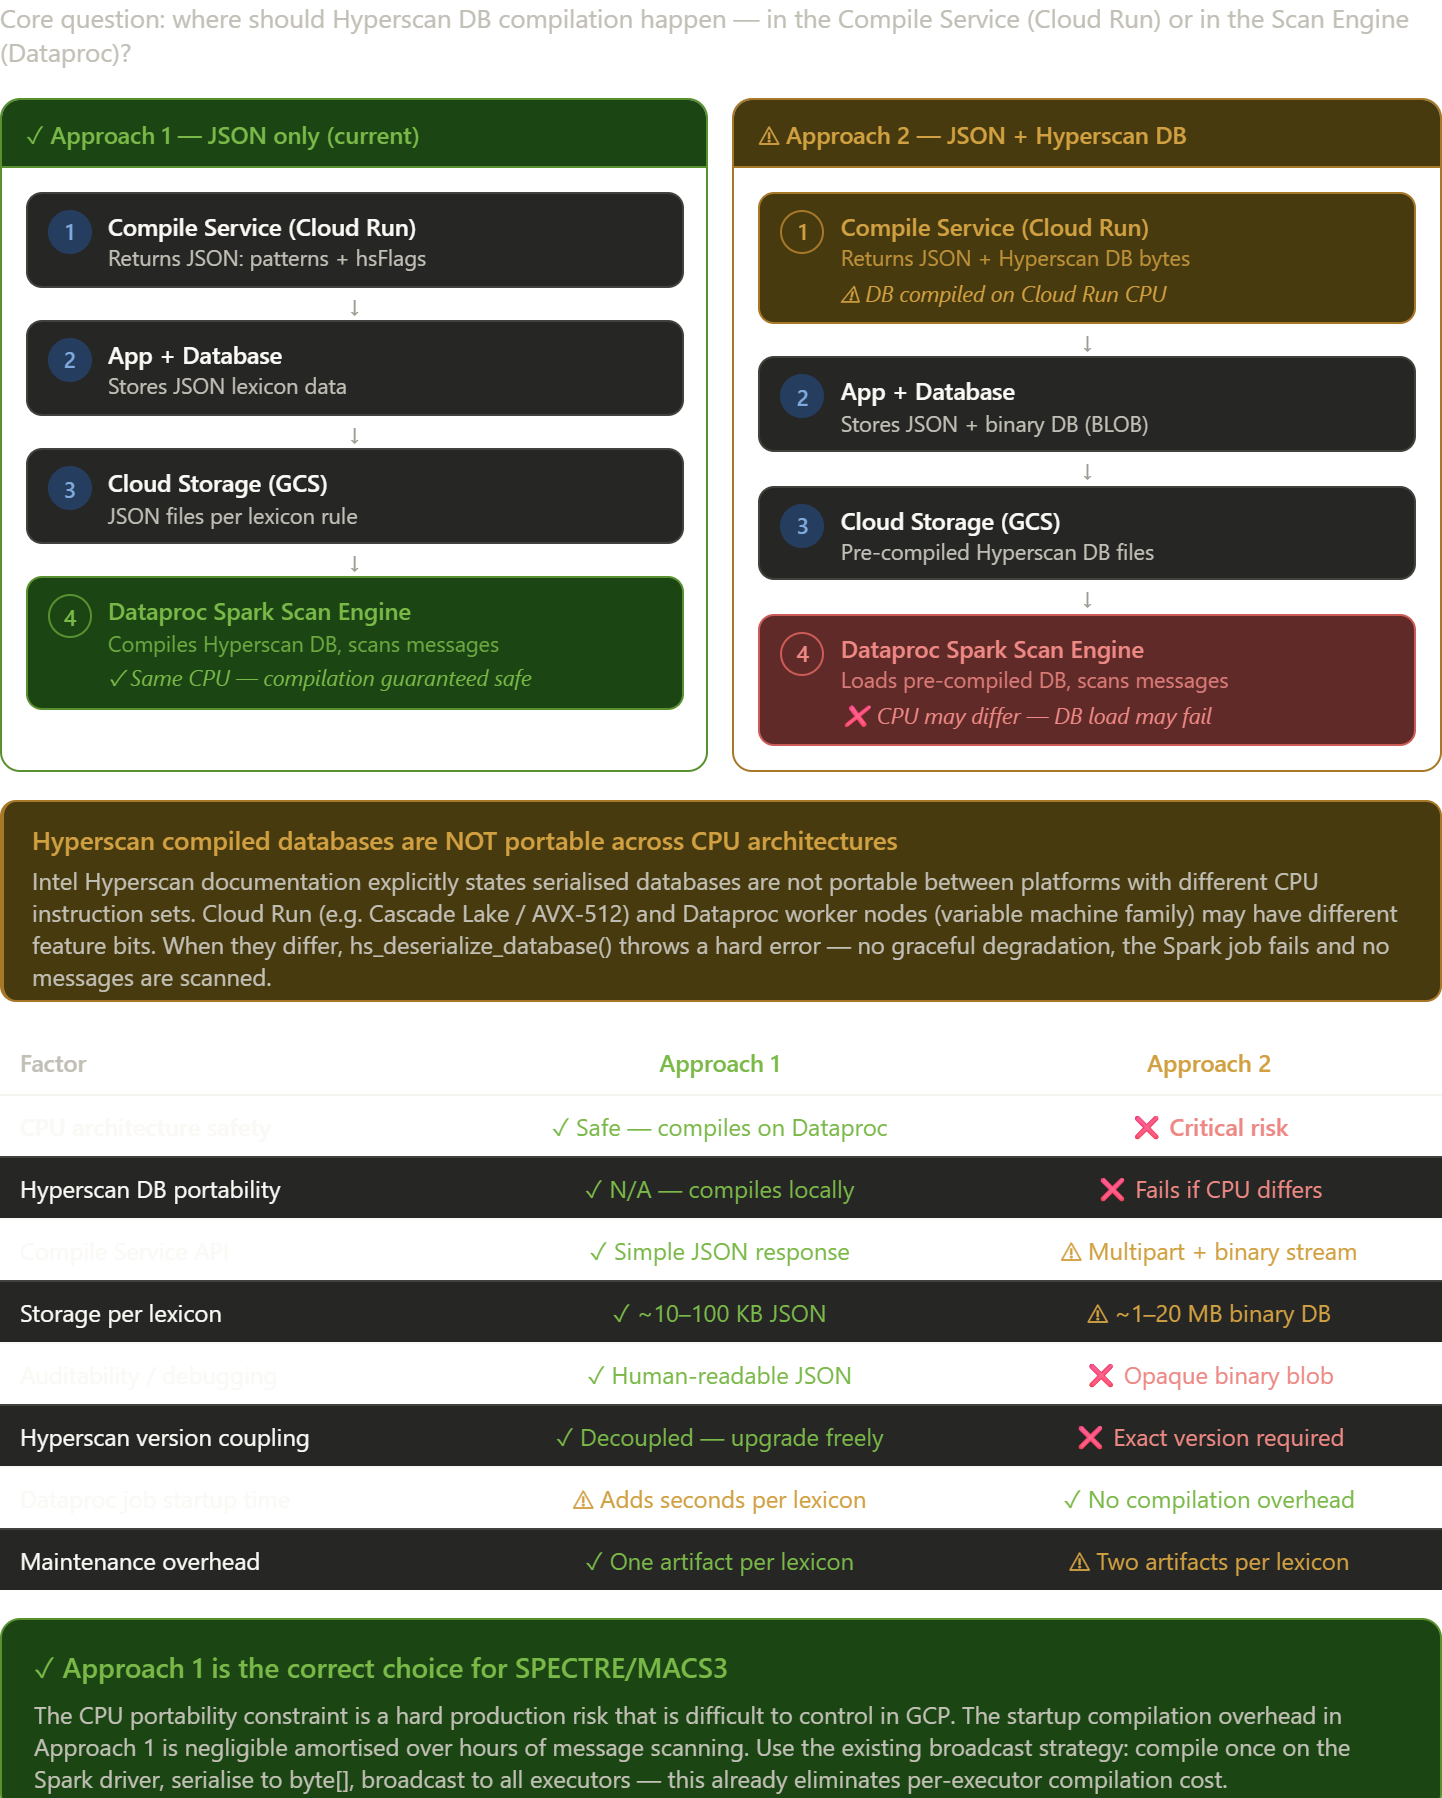 Core question: where should Hyperscan DB compilation happen — in the Compile Service (Cloud Run) or in the Scan Engine
(Dataproc)?
✓ Approach 1 — JSON only (current)
1
Compile Service (Cloud Run)
Returns JSON: patterns + hsFlags
↓
2
App + Database
Stores JSON lexicon data
↓
3
Cloud Storage (GCS)
JSON files per lexicon rule
↓
4
Dataproc Spark Scan Engine
Compiles Hyperscan DB, scans messages
✓ Same CPU — compilation guaranteed safe
⚠ Approach 2 — JSON + Hyperscan DB
1
Compile Service (Cloud Run)
Returns JSON + Hyperscan DB bytes
⚠ DB compiled on Cloud Run CPU
↓
2
App + Database
Stores JSON + binary DB (BLOB)
↓
3
Cloud Storage (GCS)
Pre-compiled Hyperscan DB files
↓
4
Dataproc Spark Scan Engine
Loads pre-compiled DB, scans messages
❌ CPU may differ — DB load may fail
Hyperscan compiled databases are NOT portable across CPU architectures
Intel Hyperscan documentation explicitly states serialised databases are not portable between platforms with different CPU
instruction sets. Cloud Run (e.g. Cascade Lake / AVX-512) and Dataproc worker nodes (variable machine family) may have different
feature bits. When they differ, hs_deserialize_database() throws a hard error — no graceful degradation, the Spark job fails and no
messages are scanned.
Factor Approach 1 Approach 2
CPU architecture safety ✓ Safe — compiles on Dataproc ❌ Critical risk
Hyperscan DB portability ✓ N/A — compiles locally ❌ Fails if CPU differs
Compile Service API ✓ Simple JSON response ⚠ Multipart + binary stream
Storage per lexicon ✓ ~10–100 KB JSON ⚠ ~1–20 MB binary DB
Auditability / debugging ✓ Human-readable JSON ❌ Opaque binary blob
Hyperscan version coupling ✓ Decoupled — upgrade freely ❌ Exact version required
Dataproc job startup time ⚠ Adds seconds per lexicon ✓ No compilation overhead
Maintenance overhead ✓ One artifact per lexicon ⚠ Two artifacts per lexicon
✓ Approach 1 is the correct choice for SPECTRE/MACS3
The CPU portability constraint is a hard production risk that is difficult to control in GCP. The startup compilation overhead in
Approach 1 is negligible amortised over hours of message scanning. Use the existing broadcast strategy: compile once on the
Spark driver, serialise to byte[], broadcast to all executors — this already eliminates per-executor compilation cost.